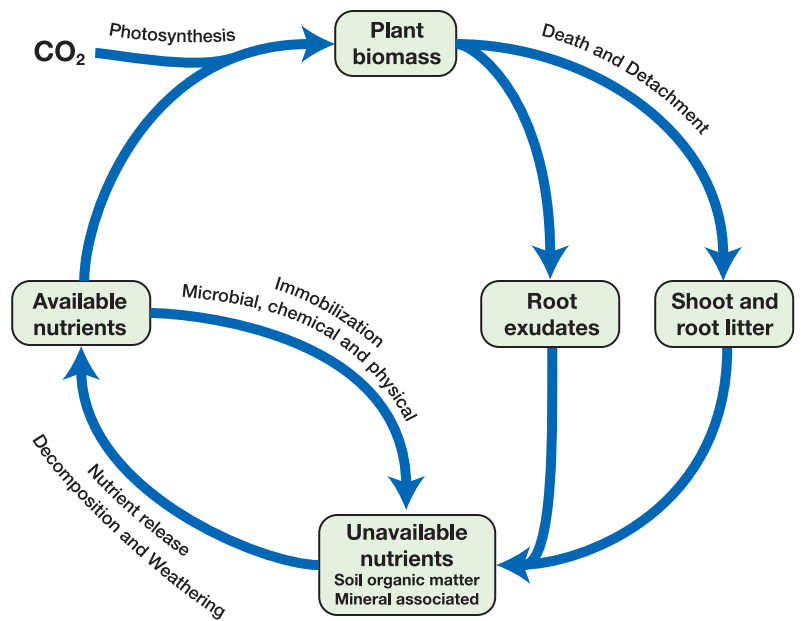 Photosynthesis
CO₂
Plant
biomass
Death and Detachment
Available
nutrients
Immobilization
Microbial, chemical and physical
Root
exudates
Shoot and
root litter
Nutrient release
Decomposition and Weathering
Unavailable
nutrients
Soil organic matter
Mineral associated